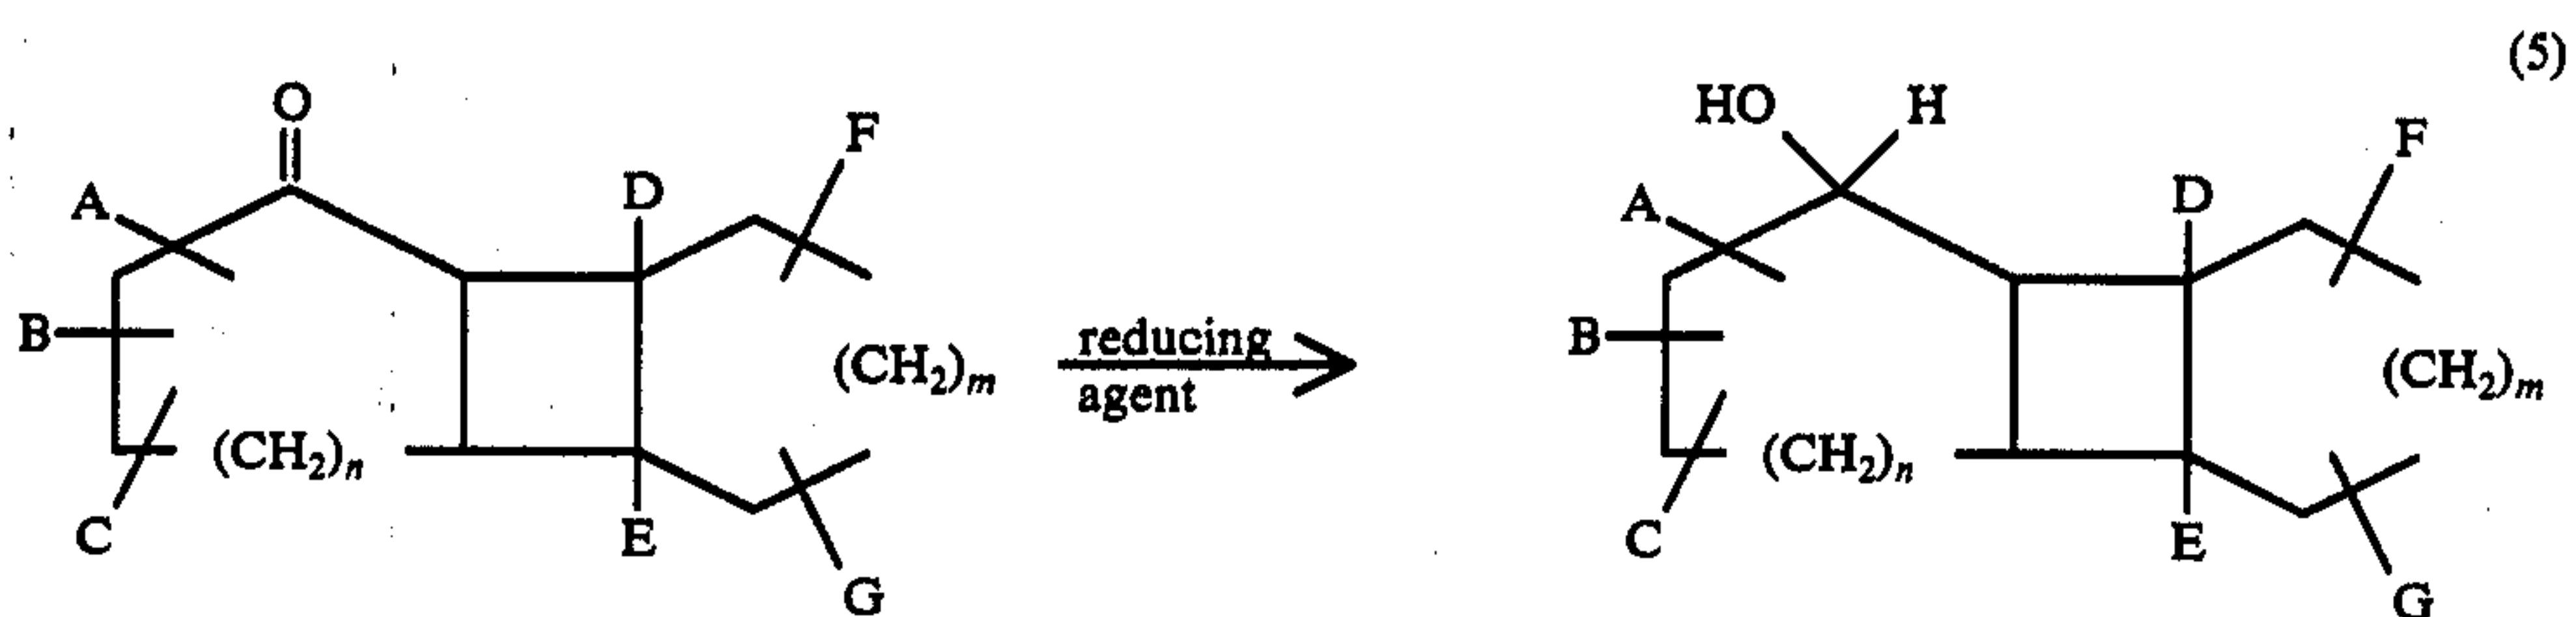 (5)
O
F
A
D
B
(CH₂)ₘ
(CH₂)ₙ
C
E
G
reducing
agent
HO
H
F
A
D
B
(CH₂)ₘ
(CH₂)ₙ
C
E
G